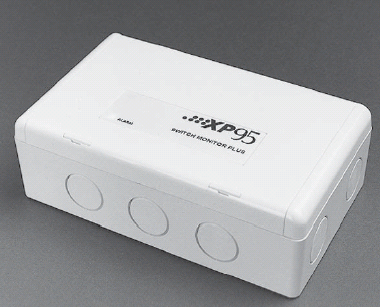 XP95
ALARM
SWITCH MONITOR PLUS